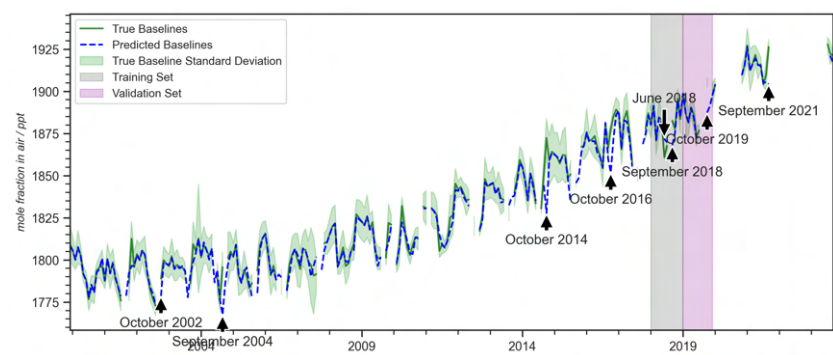 True Baselines
Predicted Baselines
True Baseline Standard Deviation
Training Set
Validation Set
mole fraction in air / ppt
1925
1900
1875
1850
1825
1800
1775
June 2018
October 2019
September 2021
September 2018
October 2016
October 2014
October 2002
September 2004
2004
2009
2014
2019